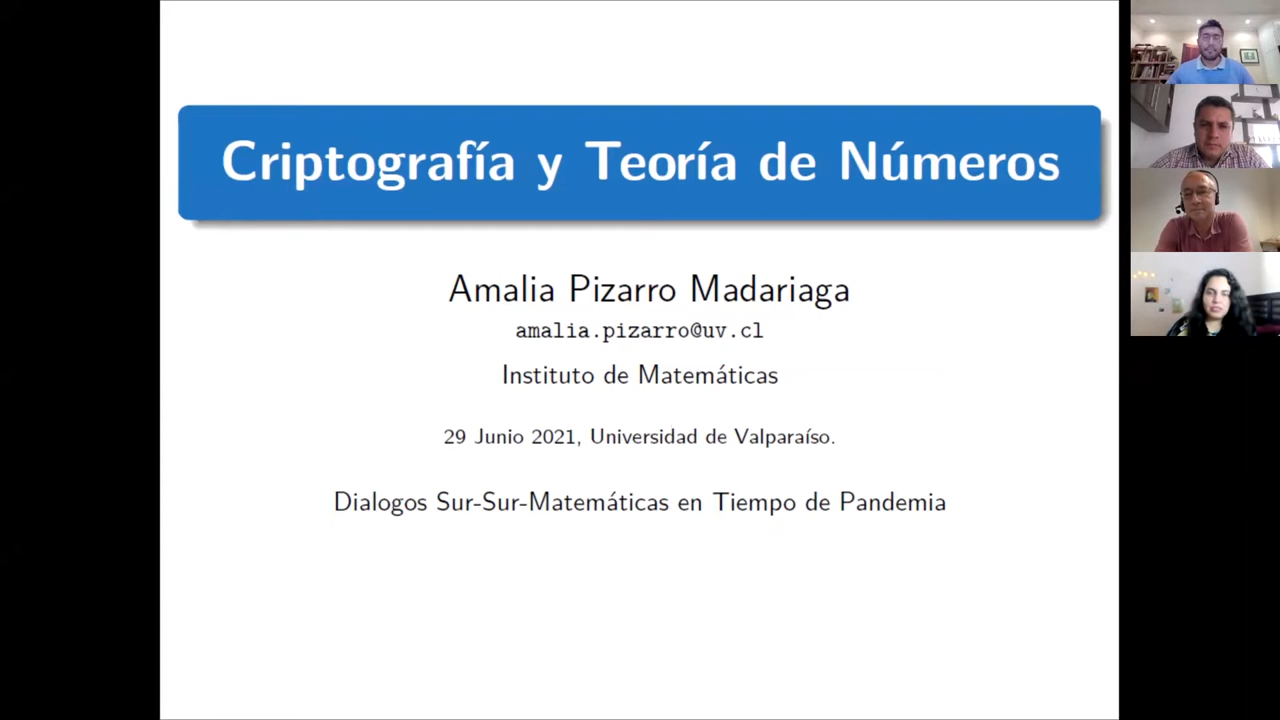 Criptografía y Teoría de Números
Amalia Pizarro Madariaga
amalia.pizarro@uv.cl
Instituto de Matemáticas
29 Junio 2021, Universidad de Valparaíso.
Dialogos Sur-Sur-Matemáticas en Tiempo de Pandemia